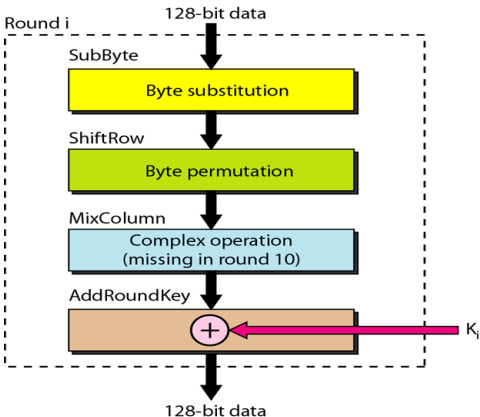 128-bit data
Round i
SubByte
Byte substitution
ShiftRow
Byte permutation
MixColumn
Complex operation
(missing in round 10)
AddRoundKey
+
Ki
128-bit data